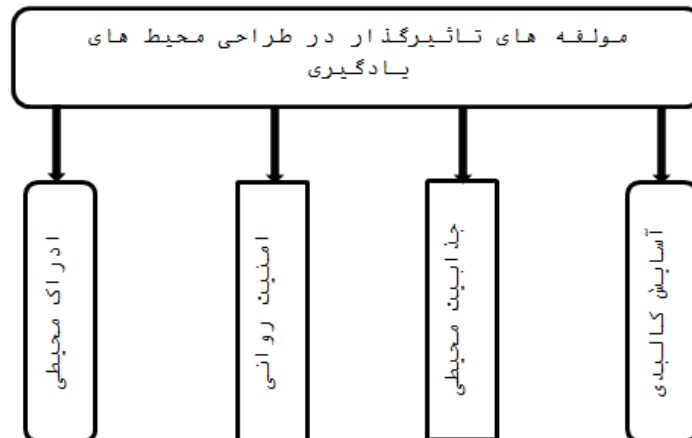 مولفه های تاثیرگذار در طراحی محیط های
یادگیری
آسایش کالبدی
جذابیت محیطی
امنیت روانی
ادراک محیطی